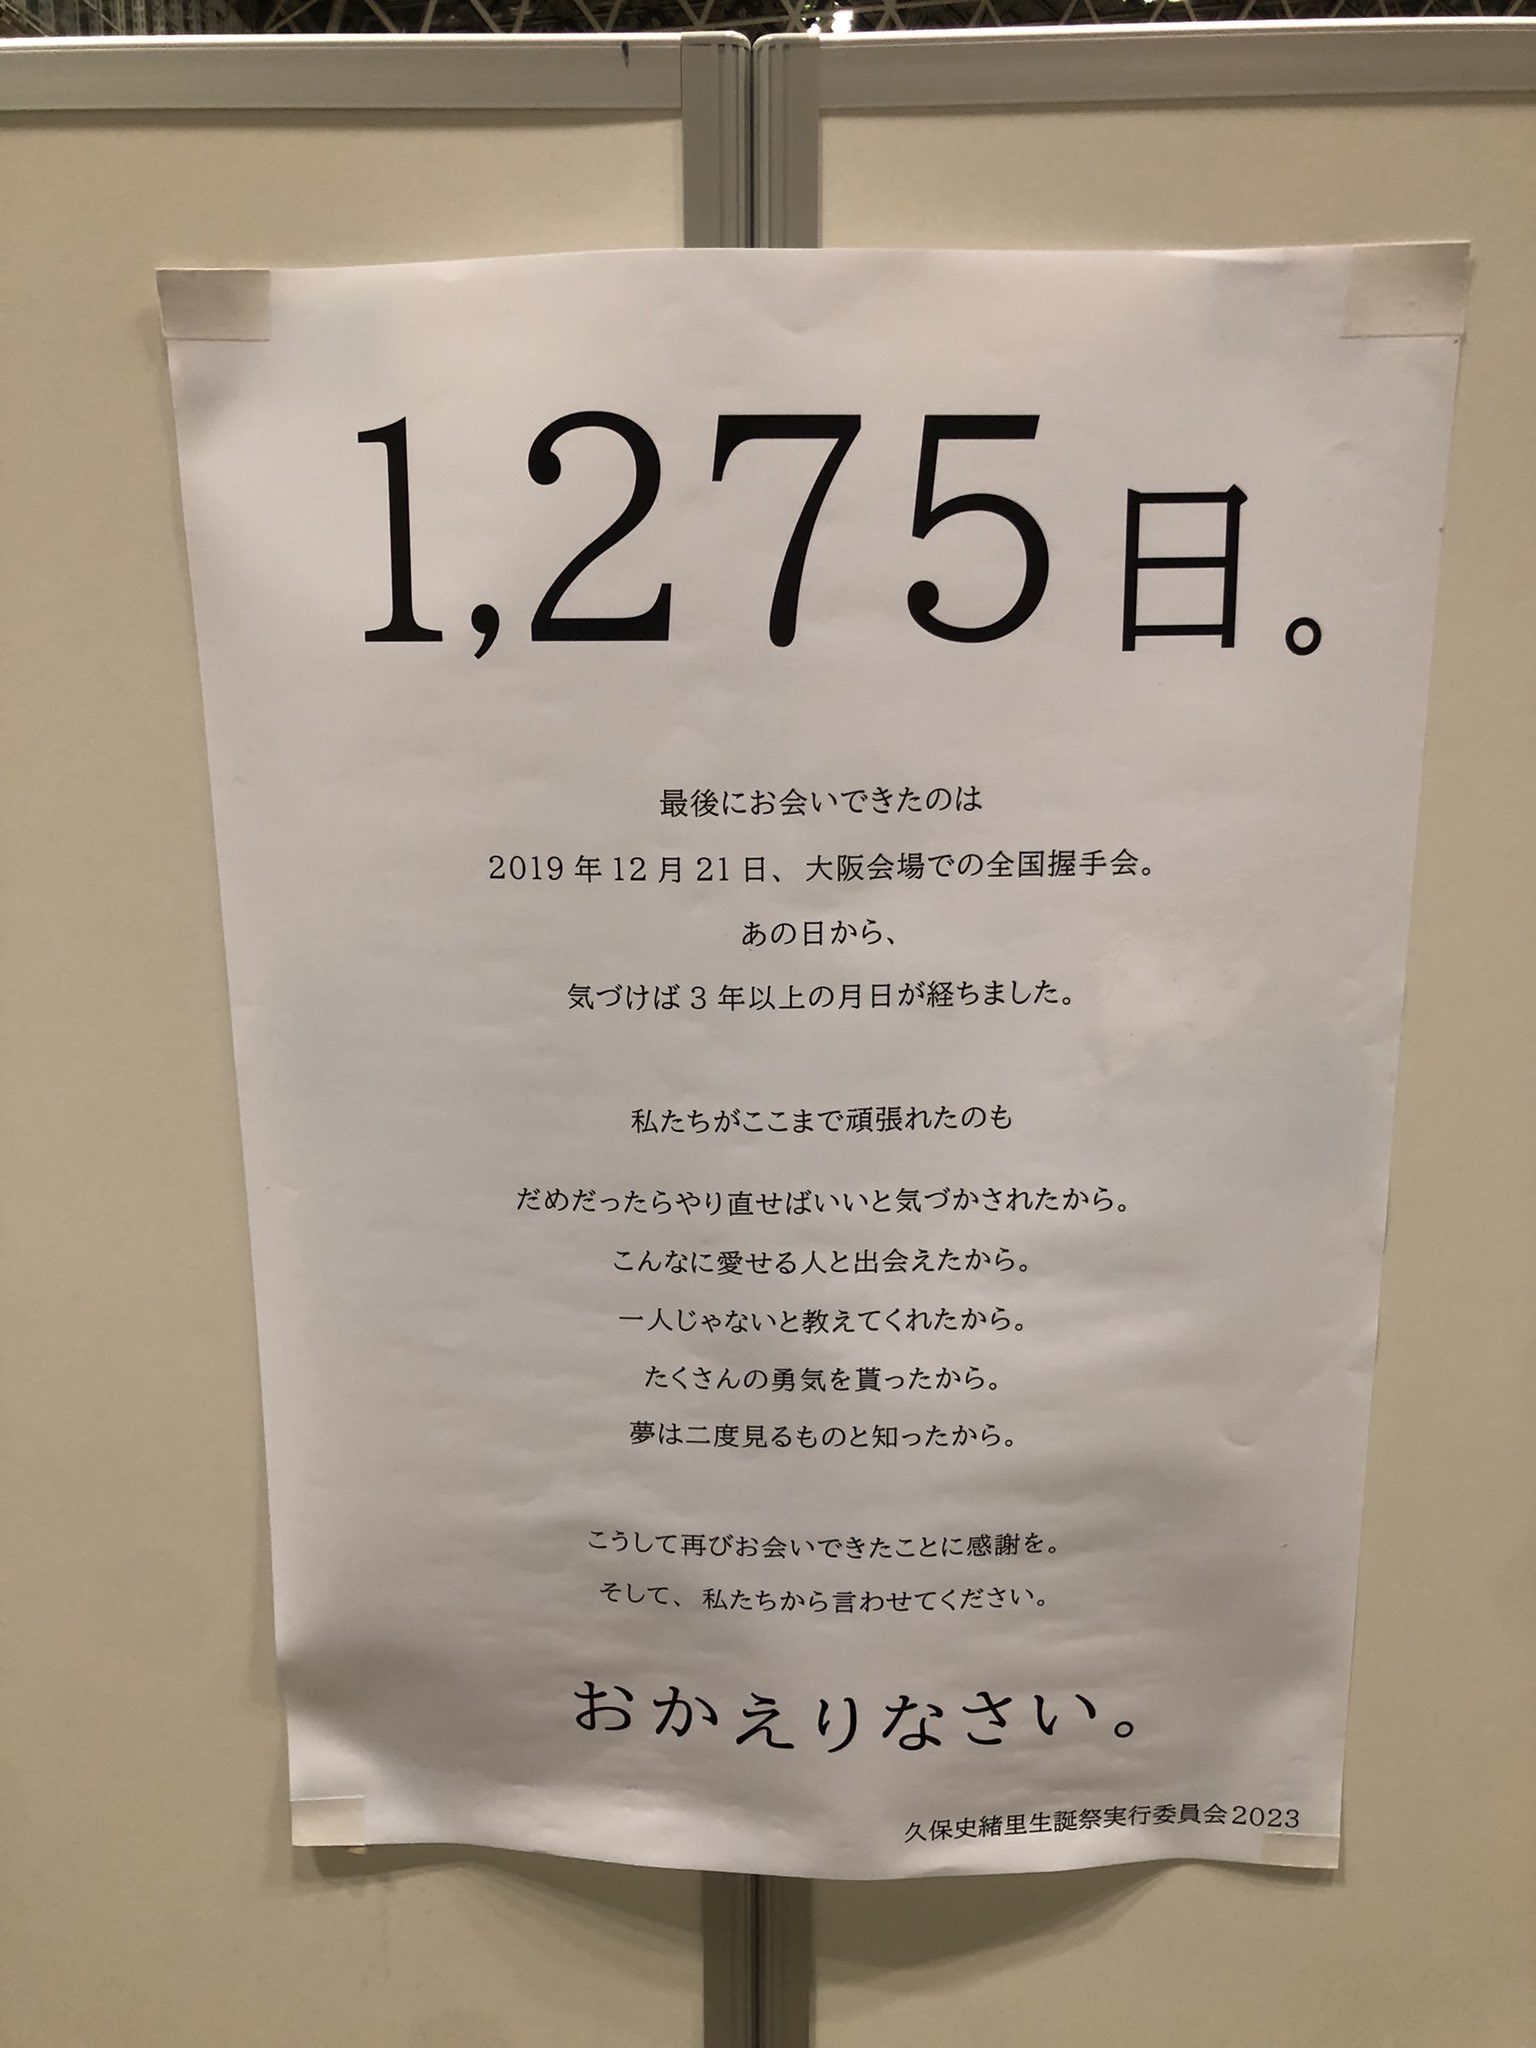 1,275日。
最後にお会いできたのは
2019年12月21日、大阪会場での全国握手会。
あの日から、
気づけば3年以上の月日が経ちました。
私たちがここまで頑張れたのも
だめだったらやり直せばいいと気づかされたから。
こんなに愛せる人と出会えたから。
一人じゃないと教えてくれたから。
たくさんの勇気を貰ったから。
夢は二度見るものと知ったから。
こうして再びお会いできたことに感謝を。
そして、私たちから言わせてください。
おかえりなさい。
久保史緒里生誕祭実行委員会2023